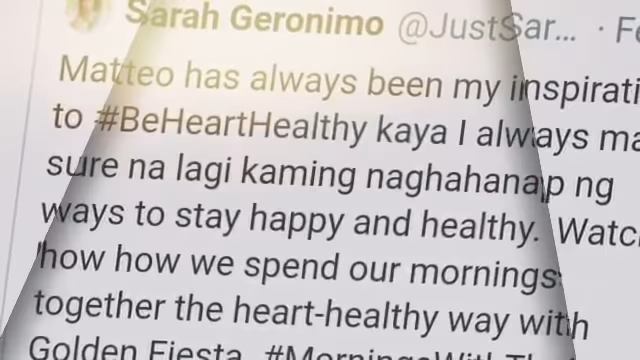 Sarah Geronimo @JustSar... · Fe
Matteo has always been my inspirati
to #BeHeartHealthy kaya I always ma
sure na lagi kaming naghahanap ng
ways to stay happy and healthy. Watc
how how we spend our mornings
together the heart-healthy way with
Golden Fiesta. #MorningsWith